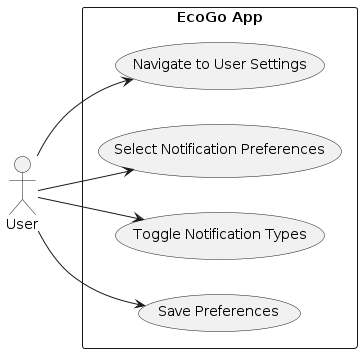 EcoGo App
Navigate to User Settings
Select Notification Preferences
User
Toggle Notification Types
Save Preferences